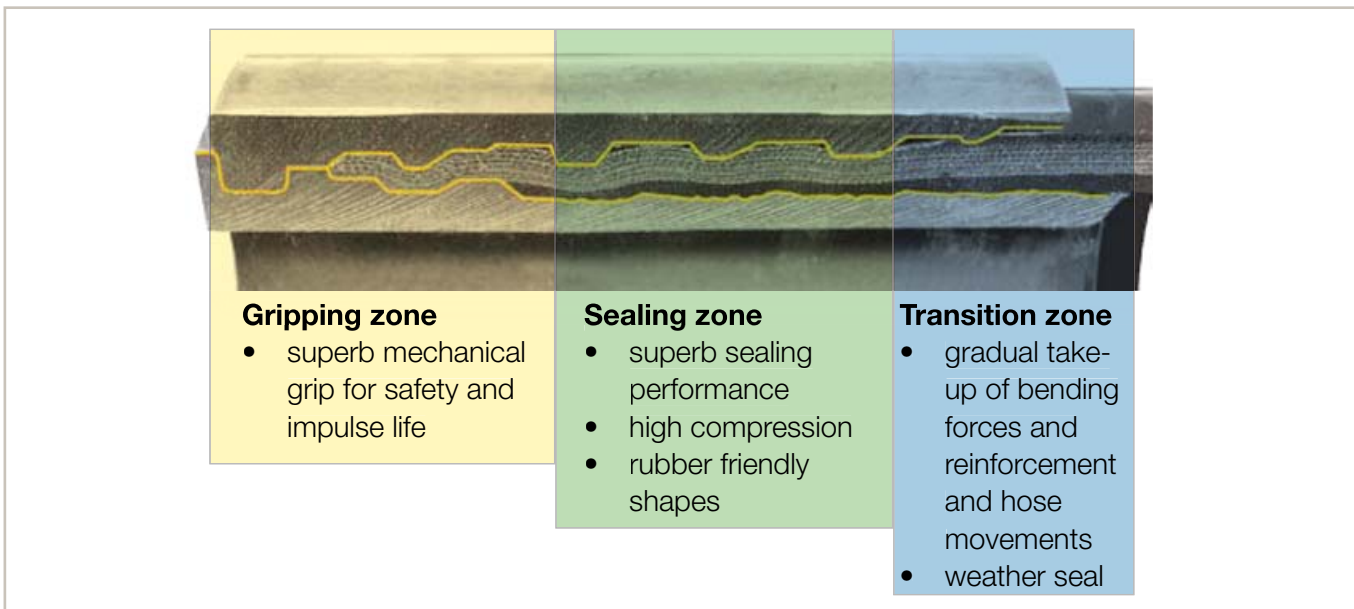 Gripping zone
• superb mechanical
grip for safety and
impulse life
Sealing zone
• superb sealing
performance
• high compression
• rubber friendly
shapes
Transition zone
• gradual take-
up of bending
forces and
reinforcement
and hose
movements
• weather seal